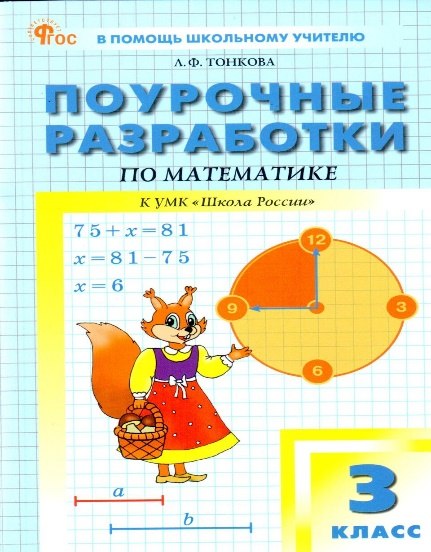 ФГОС
В ПОМОЩЬ ШКОЛЬНОМУ УЧИТЕЛЮ
Л.Ф. ТОНКОВА
ПОУРОЧНЫЕ
РАЗРАБОТКИ
ПО МАТЕМАТИКЕ
К УМК «Школа России»
75+x=81
x=81-75
x=6
12
9
3
6
a
b
3
КЛАСС